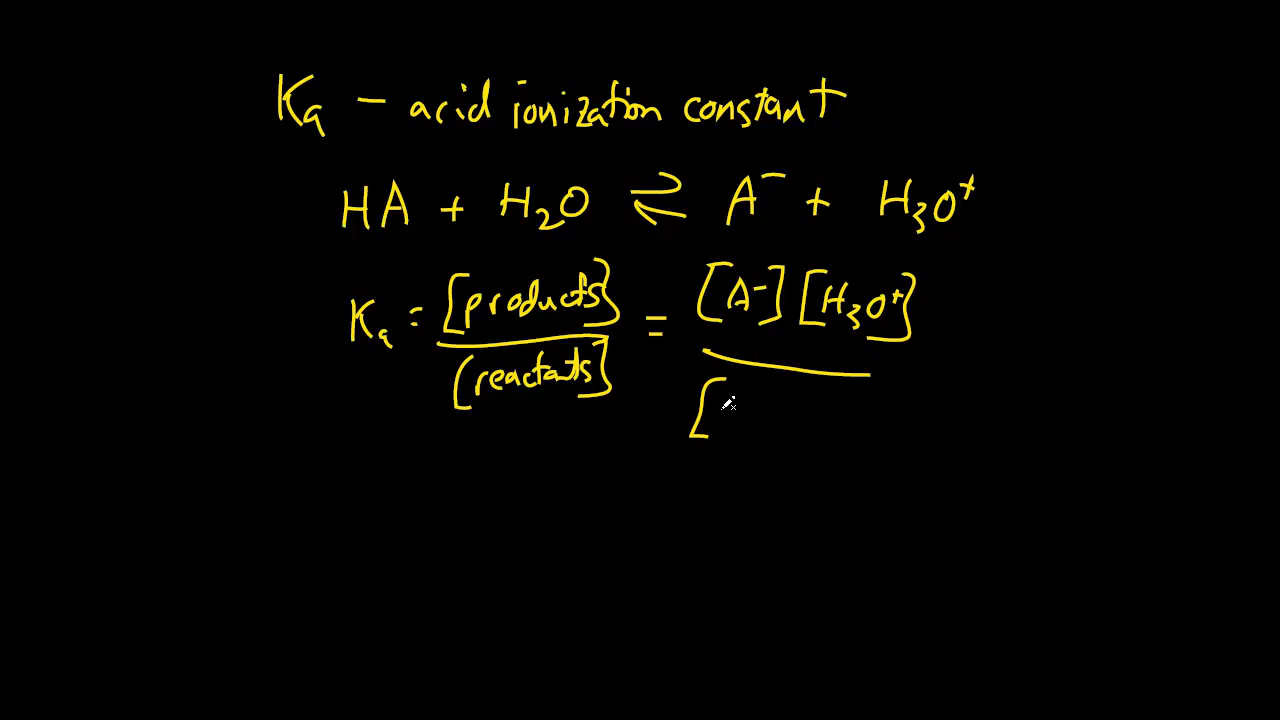 Ka - acid ionization constant
HA + H₂O ⇌ A⁻ + H₃O⁺
Ka = [products] / [reactants] = [A⁻][H₃O⁺] / [